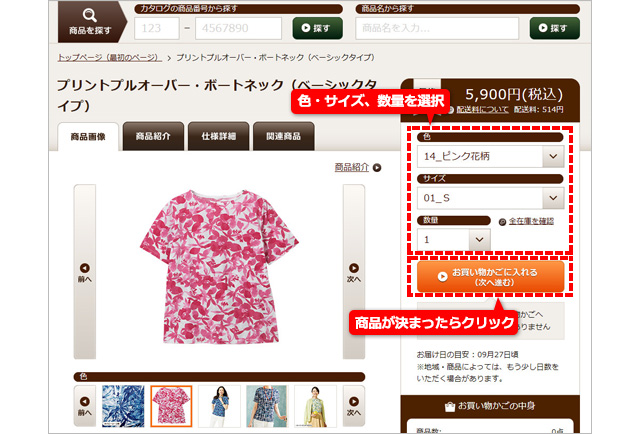 商品を探す
カタログの商品番号から探す
123 － 4567890 探す
商品名から探す
商品名を入力... 探す
トップページ（最初のページ） > プリントプルオーバー・ボートネック（ベーシックタイプ）
プリントプルオーバー・ボートネック（ベーシックタ
イプ）
商品画像 商品紹介 仕様詳細 関連商品
商品紹介
前へ
次へ
色
前へ
次へ
5,900円(税込)
配送料について 配送料: 514円
色・サイズ、数量を選択
色
14_ピンク花柄
サイズ
01_S
数量
1
全在庫を確認
お買い物かごに入れる
（次へ進む）
商品が決まったらクリック
かごへ
ありません
お届け日の目安：09月27日頃
※地域・商品によっては、もう少し日数を
いただく場合があります。
お買い物かごの中身
商品数: 0点